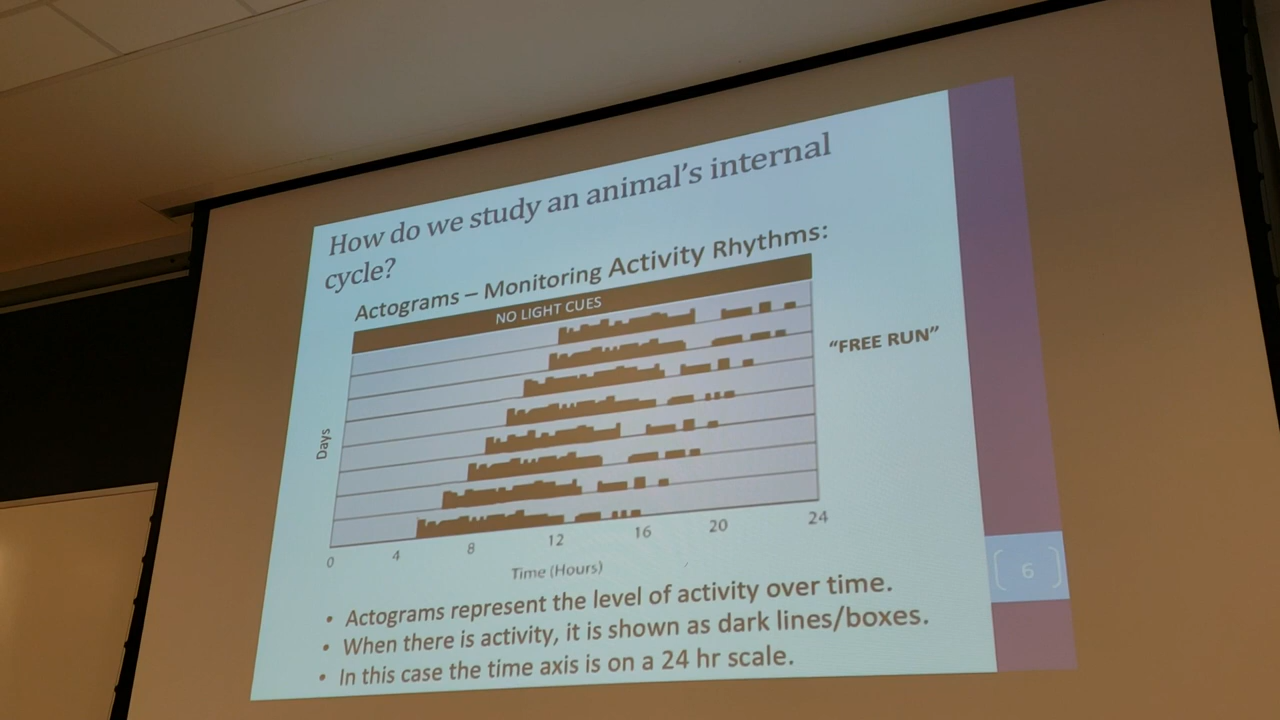 How do we study an animal's internal
cycle?
Actograms – Monitoring Activity Rhythms:
NO LIGHT CUES
"FREE RUN"
Days
0 4 8 12 16 20 24
Time (Hours)
6
• Actograms represent the level of activity over time.
• When there is activity, it is shown as dark lines/boxes.
• In this case the time axis is on a 24 hr scale.